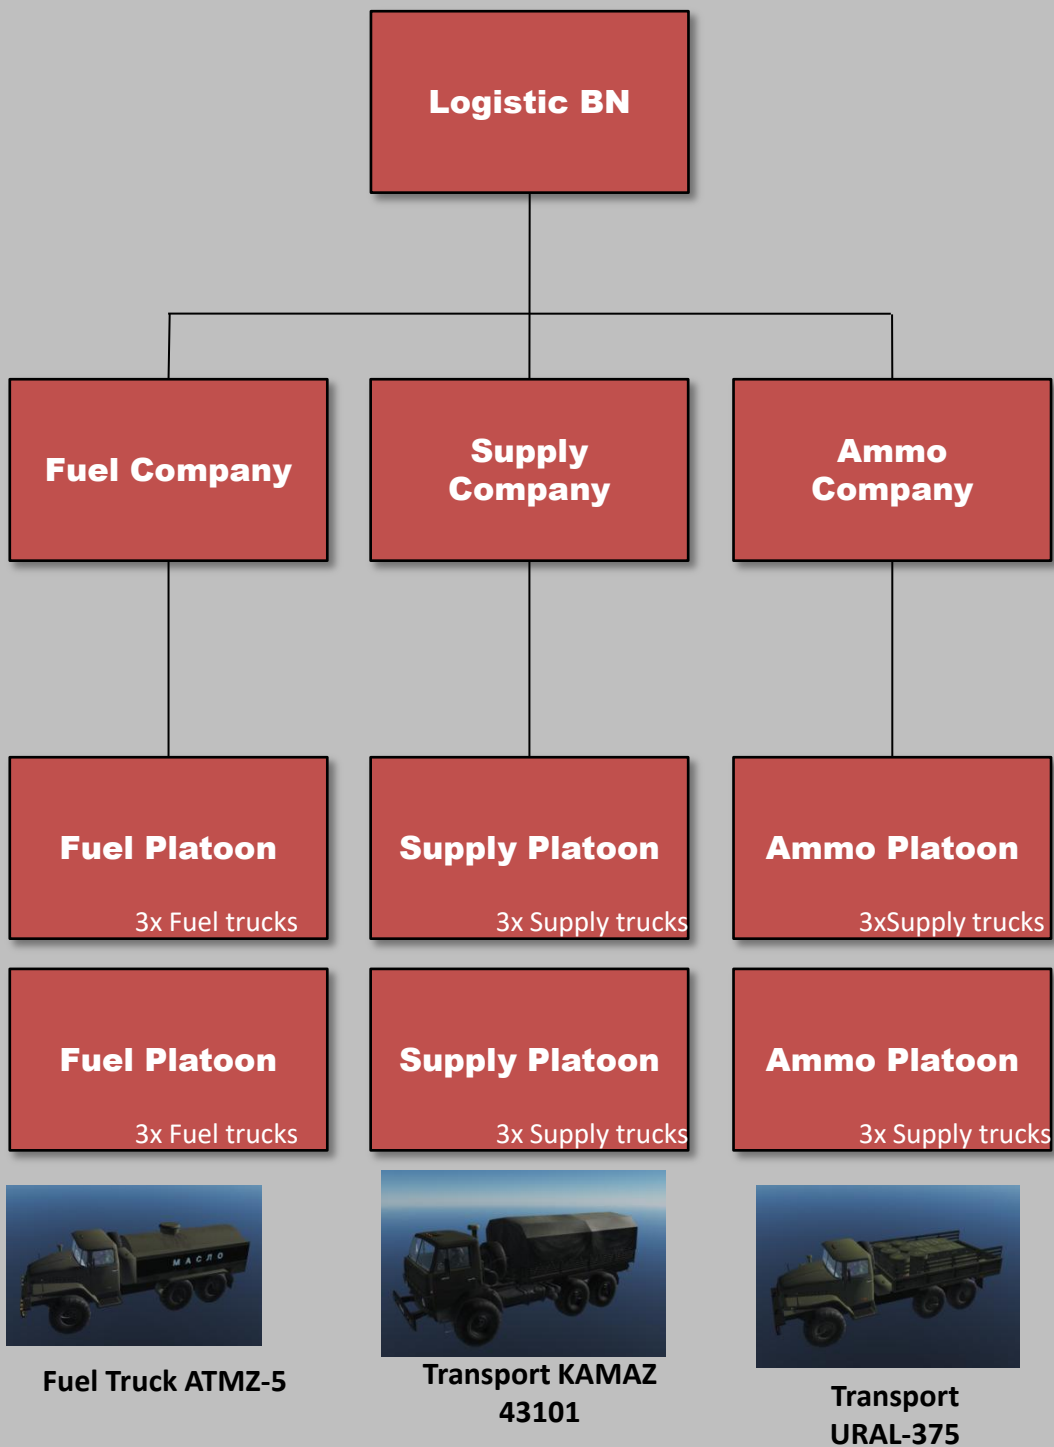 Logistic BN
Fuel Company
Supply
Company
Ammo
Company
Fuel Platoon
3x Fuel trucks
Supply Platoon
3x Supply trucks
Ammo Platoon
3xSupply trucks
Fuel Platoon
3x Fuel trucks
Supply Platoon
3x Supply trucks
Ammo Platoon
3x Supply trucks
МАСЛО
Fuel Truck ATMZ-5
Transport KAMAZ
43101
Transport
URAL-375